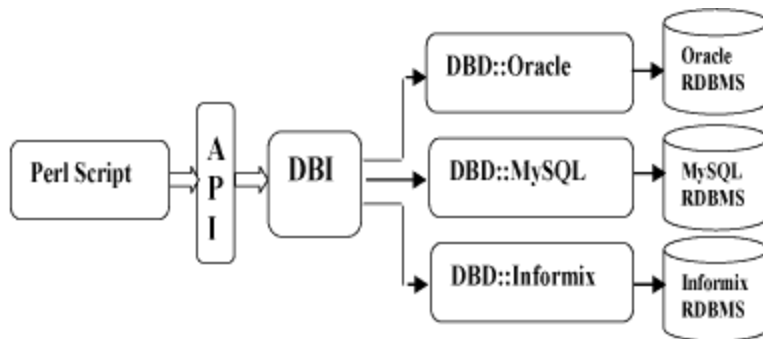 Perl Script
A
P
I
DBI
DBD::Oracle
Oracle
RDBMS
DBD::MySQL
MySQL
RDBMS
DBD::Informix
Informix
RDBMS